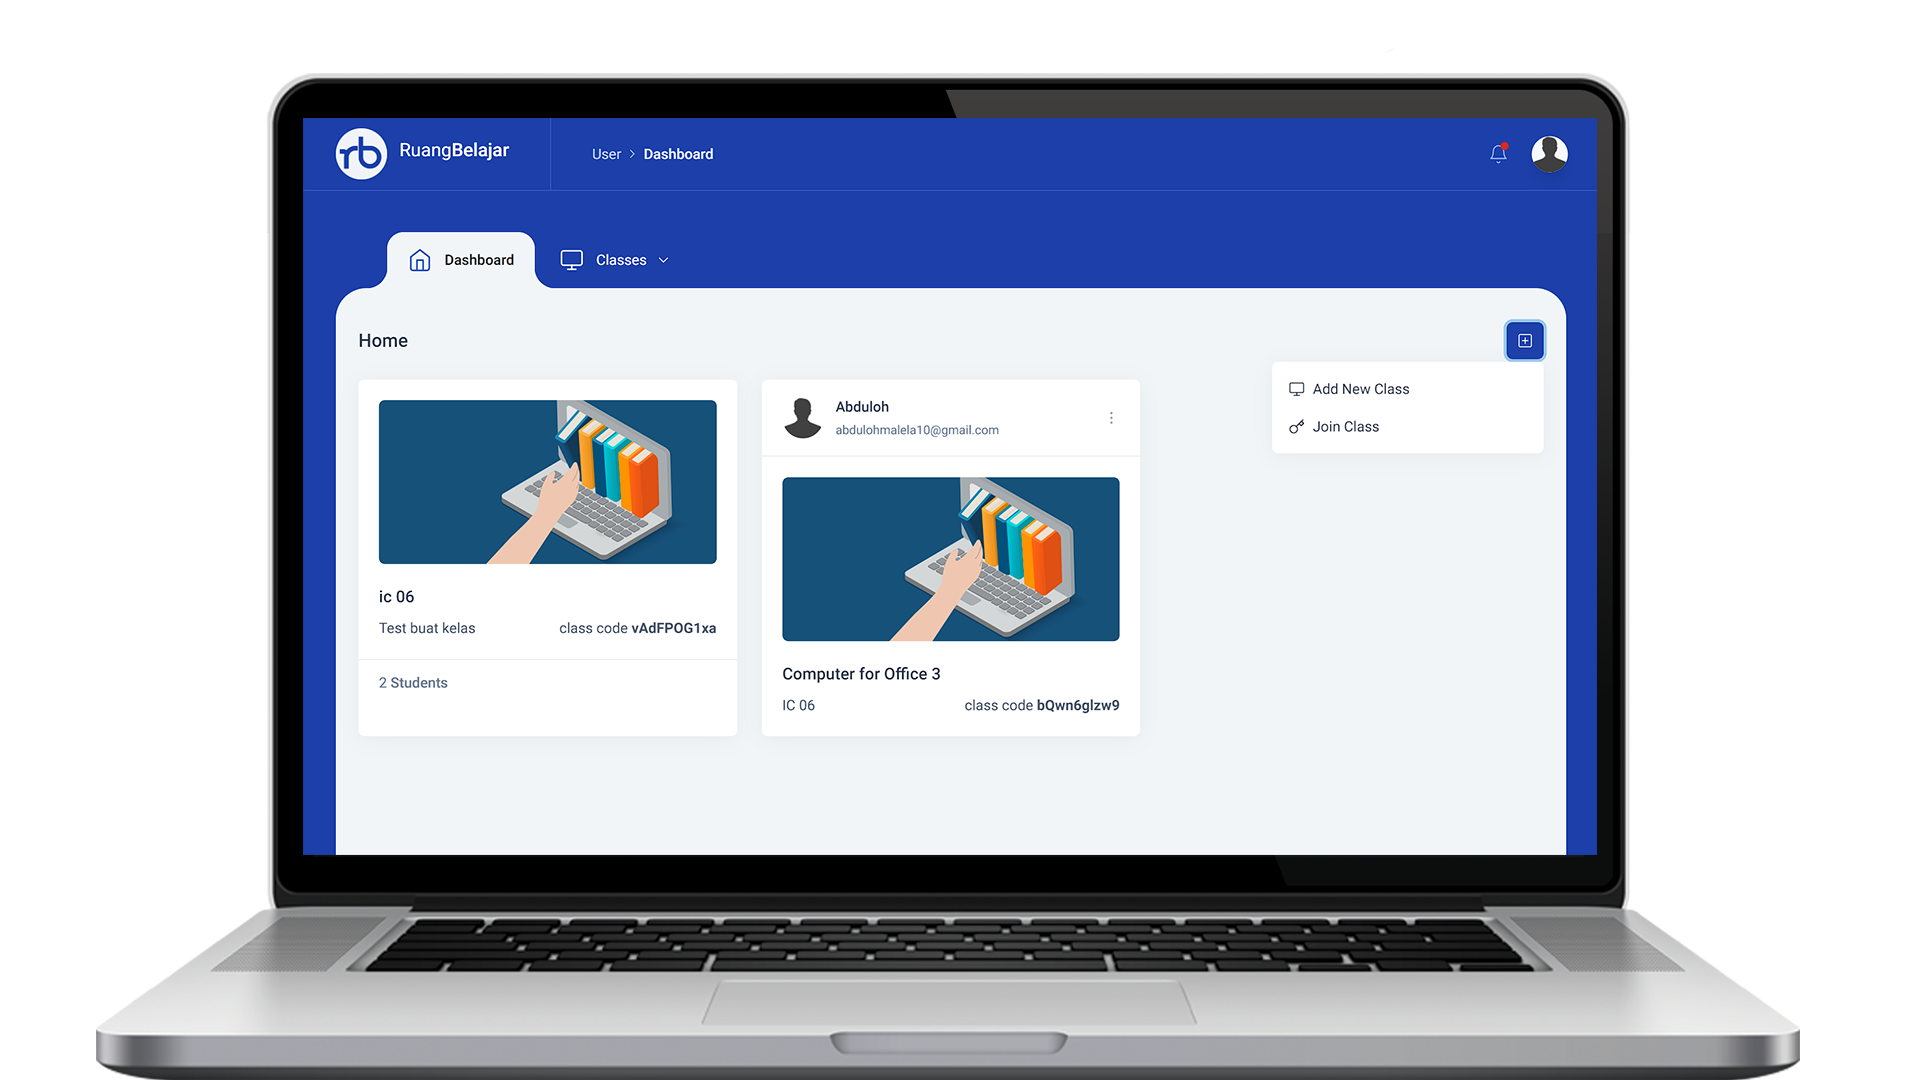 rb RuangBelajar
User > Dashboard
Dashboard
Classes
Home
Add New Class
Join Class
ic 06
Test buat kelas
class code vAdFPOG1xa
2 Students
Abduloh
abdulohmalela10@gmail.com
Computer for Office 3
IC 06
class code bQwn6glzw9